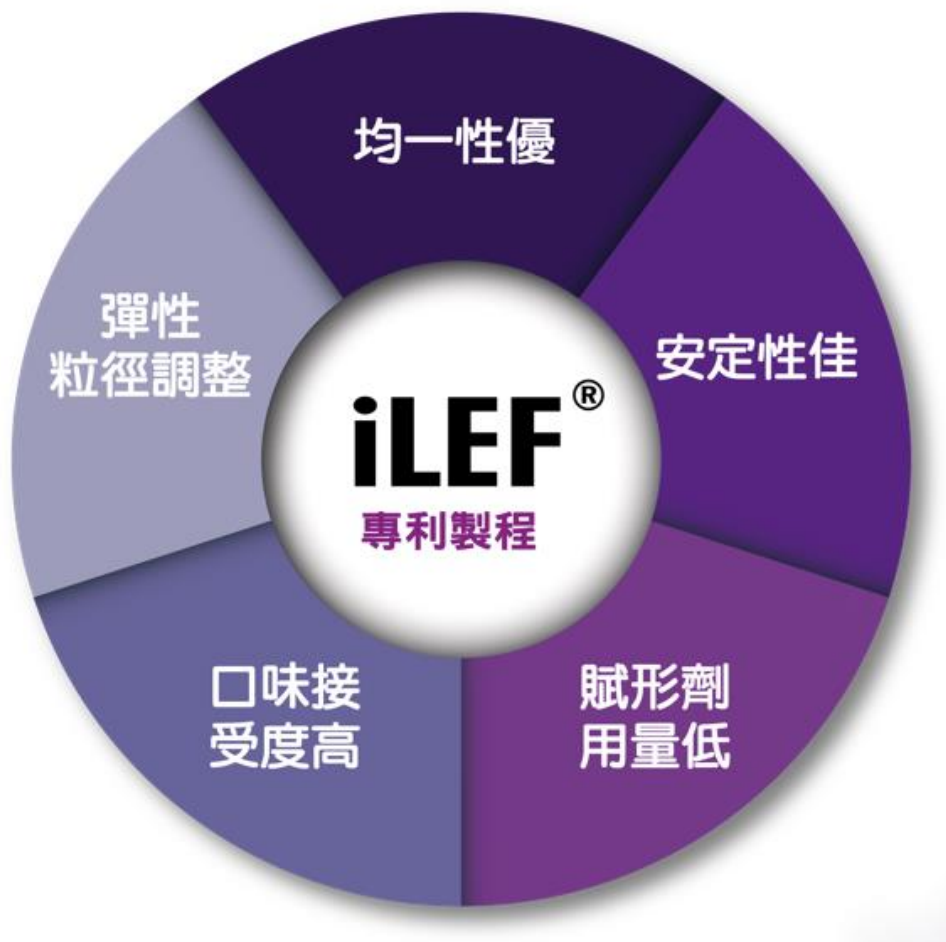 均一性優
安定性佳
賦形劑
用量低
口味接
受度高
彈性
粒徑調整
iLEF®
專利製程